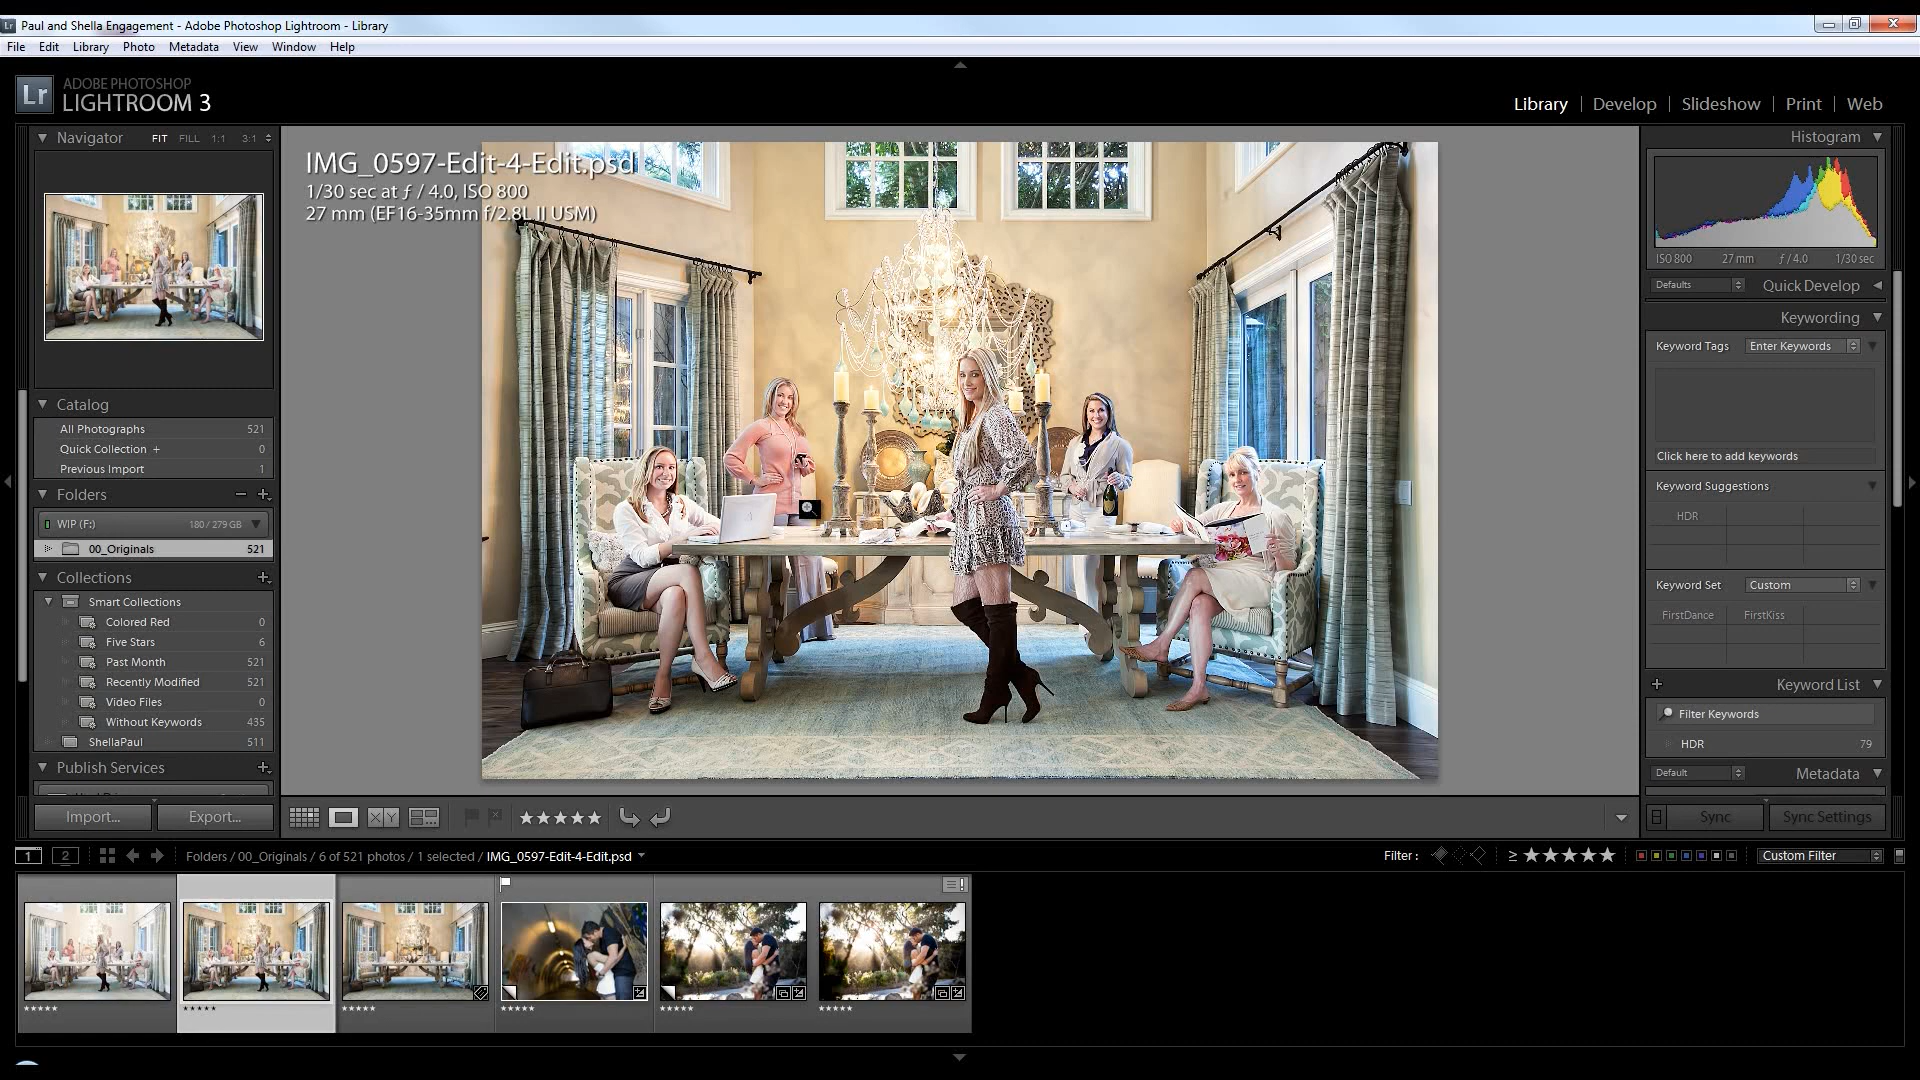 Paul and Shella Engagement - Adobe Photoshop Lightroom - Library
File Edit Library Photo Metadata View Window Help
Lr ADOBE PHOTOSHOP
LIGHTROOM 3
Library | Develop | Slideshow | Print | Web
Navigator FIT FILL 1:1 3:1
Catalog
All Photographs 521
Quick Collection + 0
Previous Import 1
Folders
WIP (F:) 180 / 279 GB
00_Originals 521
Collections
Smart Collections
Colored Red 0
Five Stars 6
Past Month 521
Recently Modified 521
Video Files 0
Without Keywords 435
ShellaPaul 511
Publish Services
Import... Export...
IMG_0597-Edit-4-Edit.psd
1/30 sec at ƒ / 4.0, ISO 800
27 mm (EF16-35mm f/2.8L II USM)
Histogram
ISO 800 27 mm ƒ / 4.0 1/30 sec
Defaults Quick Develop
Keywording
Keyword Tags Enter Keywords
Click here to add keywords
Keyword Suggestions
HDR
Keyword Set Custom
FirstDance FirstKiss
Keyword List
Filter Keywords
HDR 79
Default Metadata
Sync Sync Settings
X Y
★★★★★
1 2 Folders / 00_Originals / 6 of 521 photos / 1 selected / IMG_0597-Edit-4-Edit.psd
Filter : ≥ ★★★★★ Custom Filter
★★★★★ ★★★★★ ★★★★★ ★★★★★ ★★★★★ ★★★★★